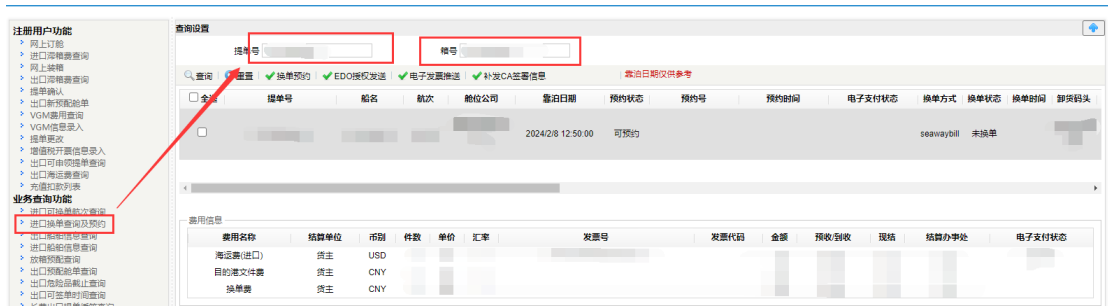 注册用户功能
网上订舱
进口滞箱费查询
网上装箱
出口滞箱费查询
提单确认
出口新预配舱单
VGM费用查询
VGM信息录入
提单更改
增值税开票信息录入
出口可申领提单查询
出口海运费查询
充值扣款列表
业务查询功能
进口可换单航次查询
进口换单查询及预约
出口船舶信息查询
进口船舶信息查询
放箱预配查询
出口预配舱单查询
出口危险品截止查询
出口可签单时间查询
查询设置
提单号 箱号
查询 重置 换单预约 EDO授权发送 电子发票推送 补发CA签署信息 靠泊日期仅供参考
全选 提单号 船名 航次 舱位公司 靠泊日期 预约状态 预约号 预约时间 电子支付状态 换单方式 换单状态 换单时间 卸货码头
2024/2/8 12:50:00 可预约 seawaybill 未换单
费用信息
费用名称 结算单位 币别 件数 单价 汇率 发票号 发票代码 金额 预收/到收 现结 结算办事处 电子支付状态
海运费(进口) 货主 USD
目的港文件费 货主 CNY
换单费 货主 CNY